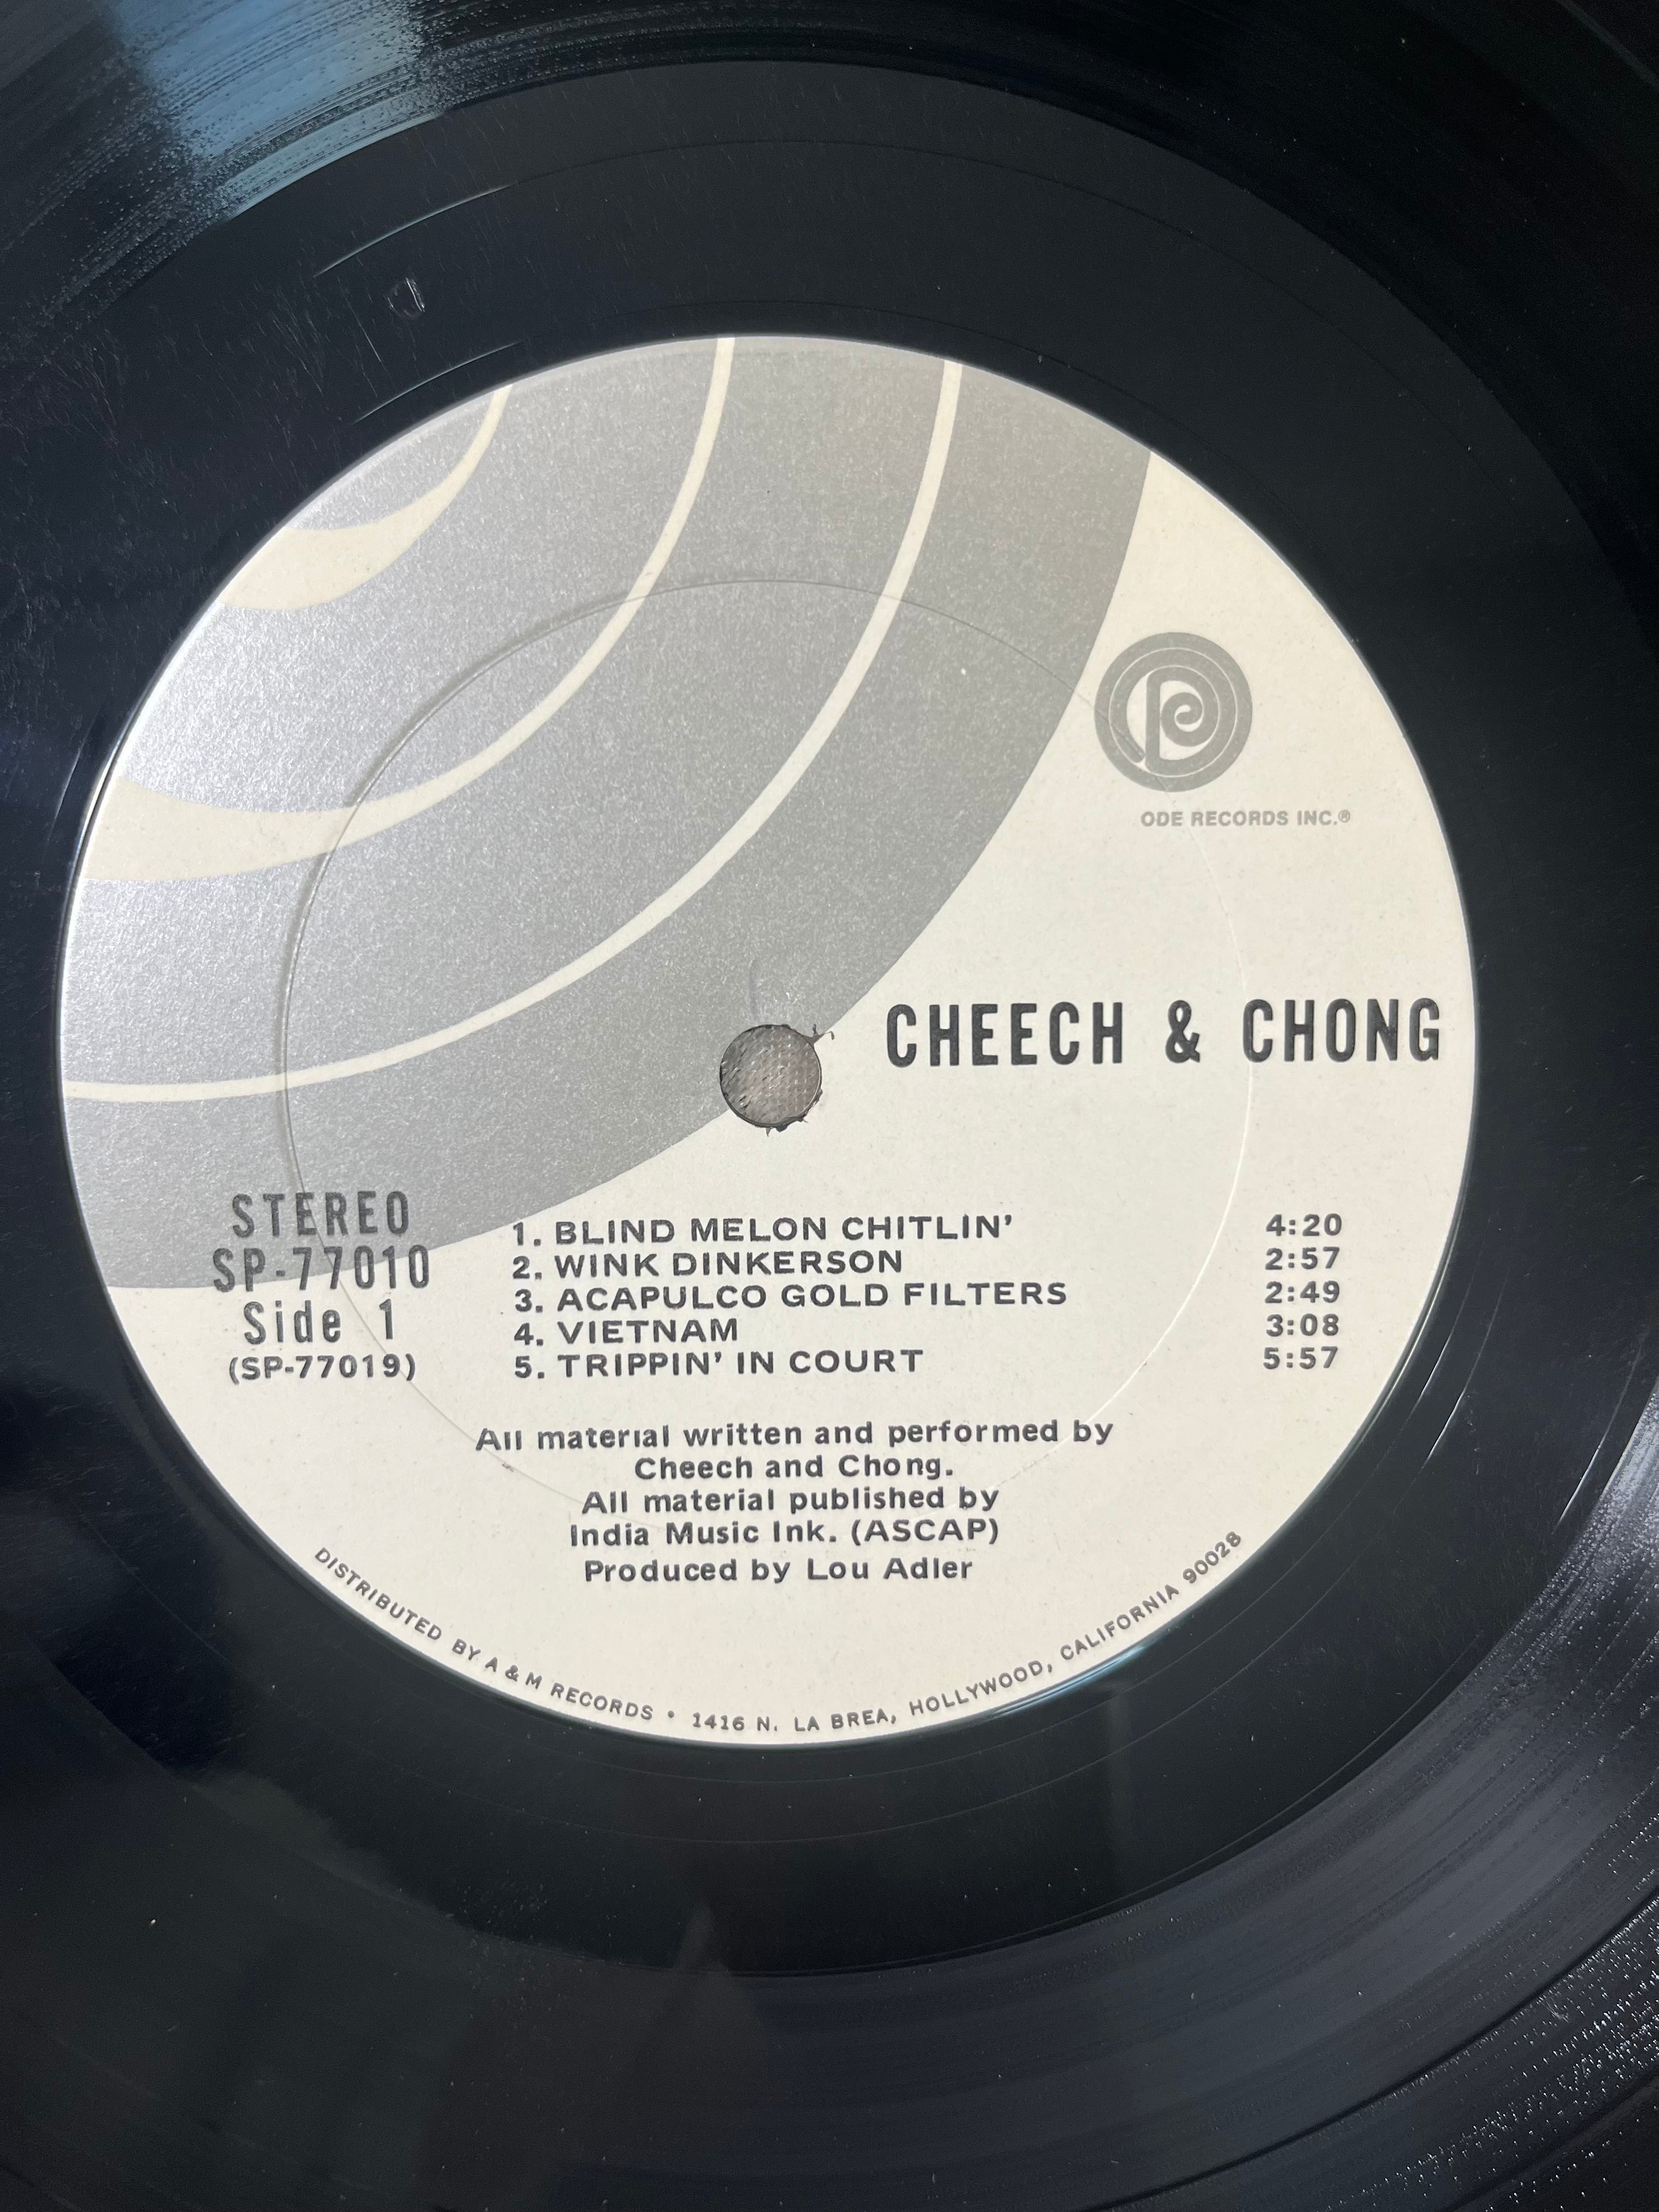 ODE RECORDS INC.®
CHEECH & CHONG
STEREO
SP-77010
Side 1
(SP-77019)
1. BLIND MELON CHITLIN' 4:20
2. WINK DINKERSON 2:57
3. ACAPULCO GOLD FILTERS 2:49
4. VIETNAM 3:08
5. TRIPPIN' IN COURT 5:57
All material written and performed by
Cheech and Chong.
All material published by
India Music Ink. (ASCAP)
Produced by Lou Adler
DISTRIBUTED BY A & M RECORDS • 1416 N. LA BREA, HOLLYWOOD, CALIFORNIA 90028